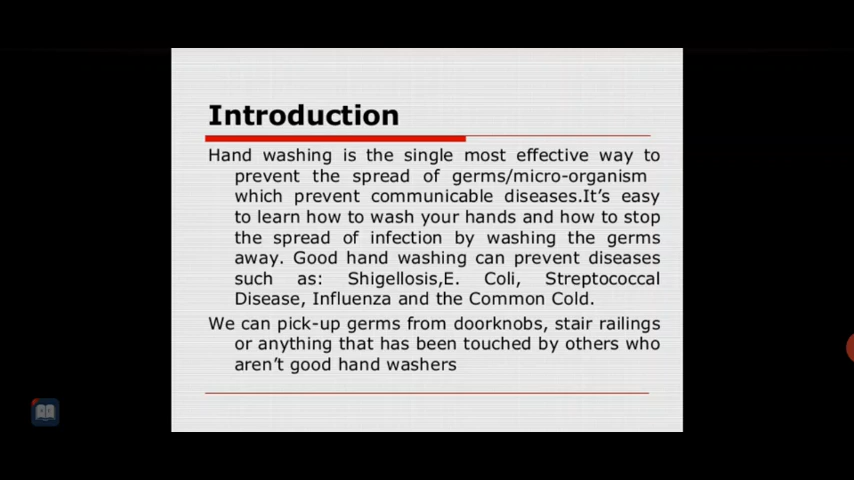 Introduction
Hand washing is the single most effective way to
prevent the spread of germs/micro-organism
which prevent communicable diseases.It's easy
to learn how to wash your hands and how to stop
the spread of infection by washing the germs
away. Good hand washing can prevent diseases
such as: Shigellosis,E. Coli, Streptococcal
Disease, Influenza and the Common Cold.
We can pick-up germs from doorknobs, stair railings
or anything that has been touched by others who
aren't good hand washers